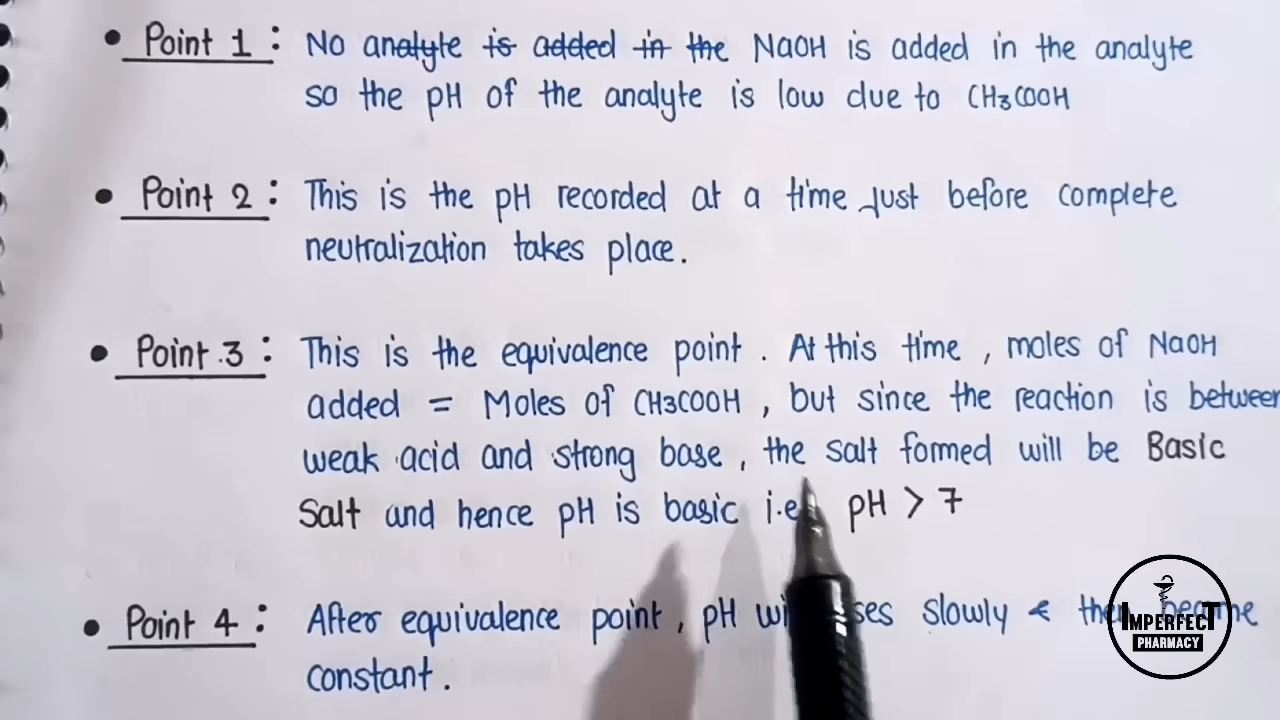 • Point 1 : No analyte is added in the NaOH is added in the analyte
so the pH of the analyte is low due to CH3COOH
• Point 2 : This is the pH recorded at a time Just before complete
neutralization takes place.
• Point 3 : This is the equivalence point. At this time, moles of NaOH
added = Moles of CH3COOH, but since the reaction is between
weak acid and strong base, the salt formed will be Basic
Salt and hence pH is basic i.e pH > 7
• Point 4 : After equivalence point, pH slowly &
constant.
IMPERFECT
PHARMACY